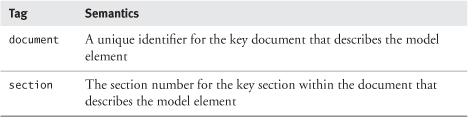 Tag Semantics
document A unique identifier for the key document that describes the model
element
section The section number for the key section within the document that
describes the model element